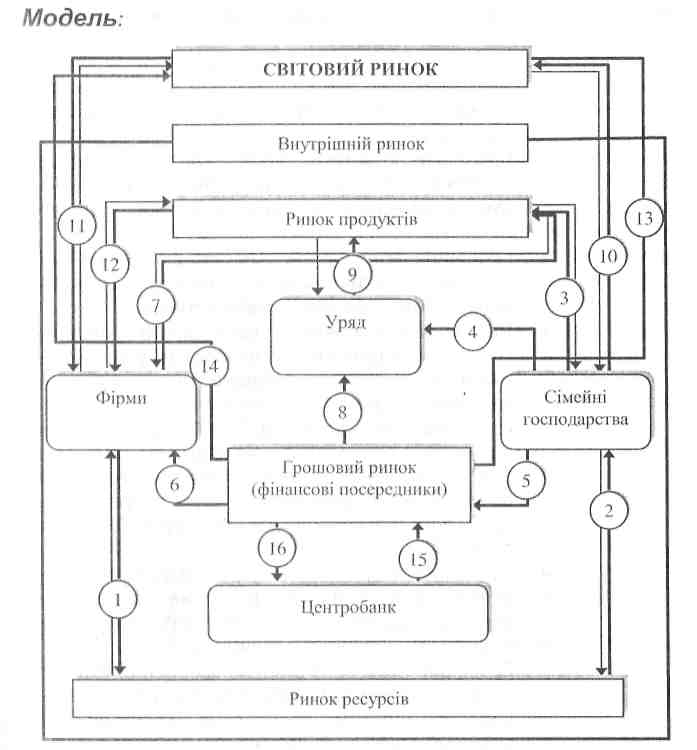 Модель:
СВІТОВИЙ РИНОК
Внутрішній ринок
Ринок продуктів
11
12
7
9
3
10
13
Уряд
4
14
Фірми
8
Сімейні
господарства
Грошовий ринок
(фінансові посередники)
6
5
2
16
15
1
Центробанк
Ринок ресурсів